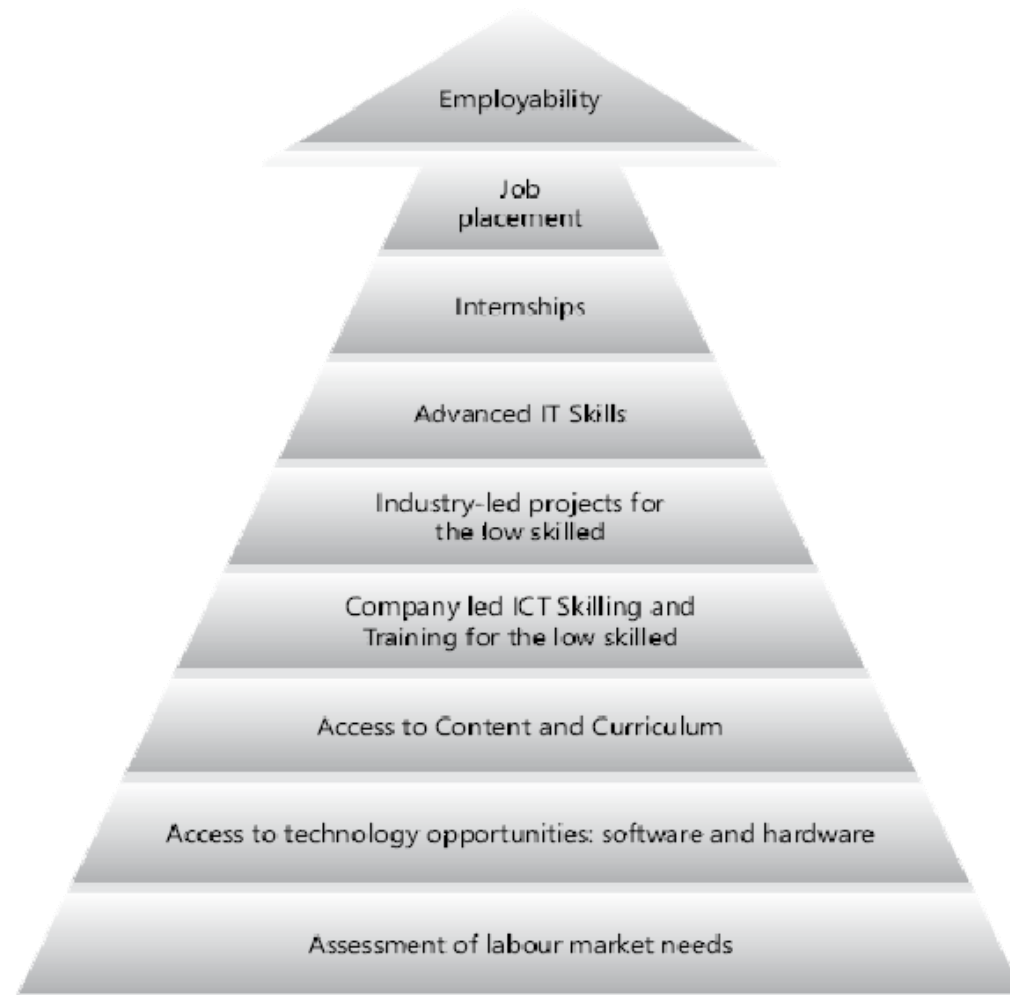 Employability
Job
placement
Internships
Advanced IT Skills
Industry-led projects for
the low skilled
Company led ICT Skilling and
Training for the low skilled
Access to Content and Curriculum
Access to technology opportunities: software and hardware
Assessment of labour market needs